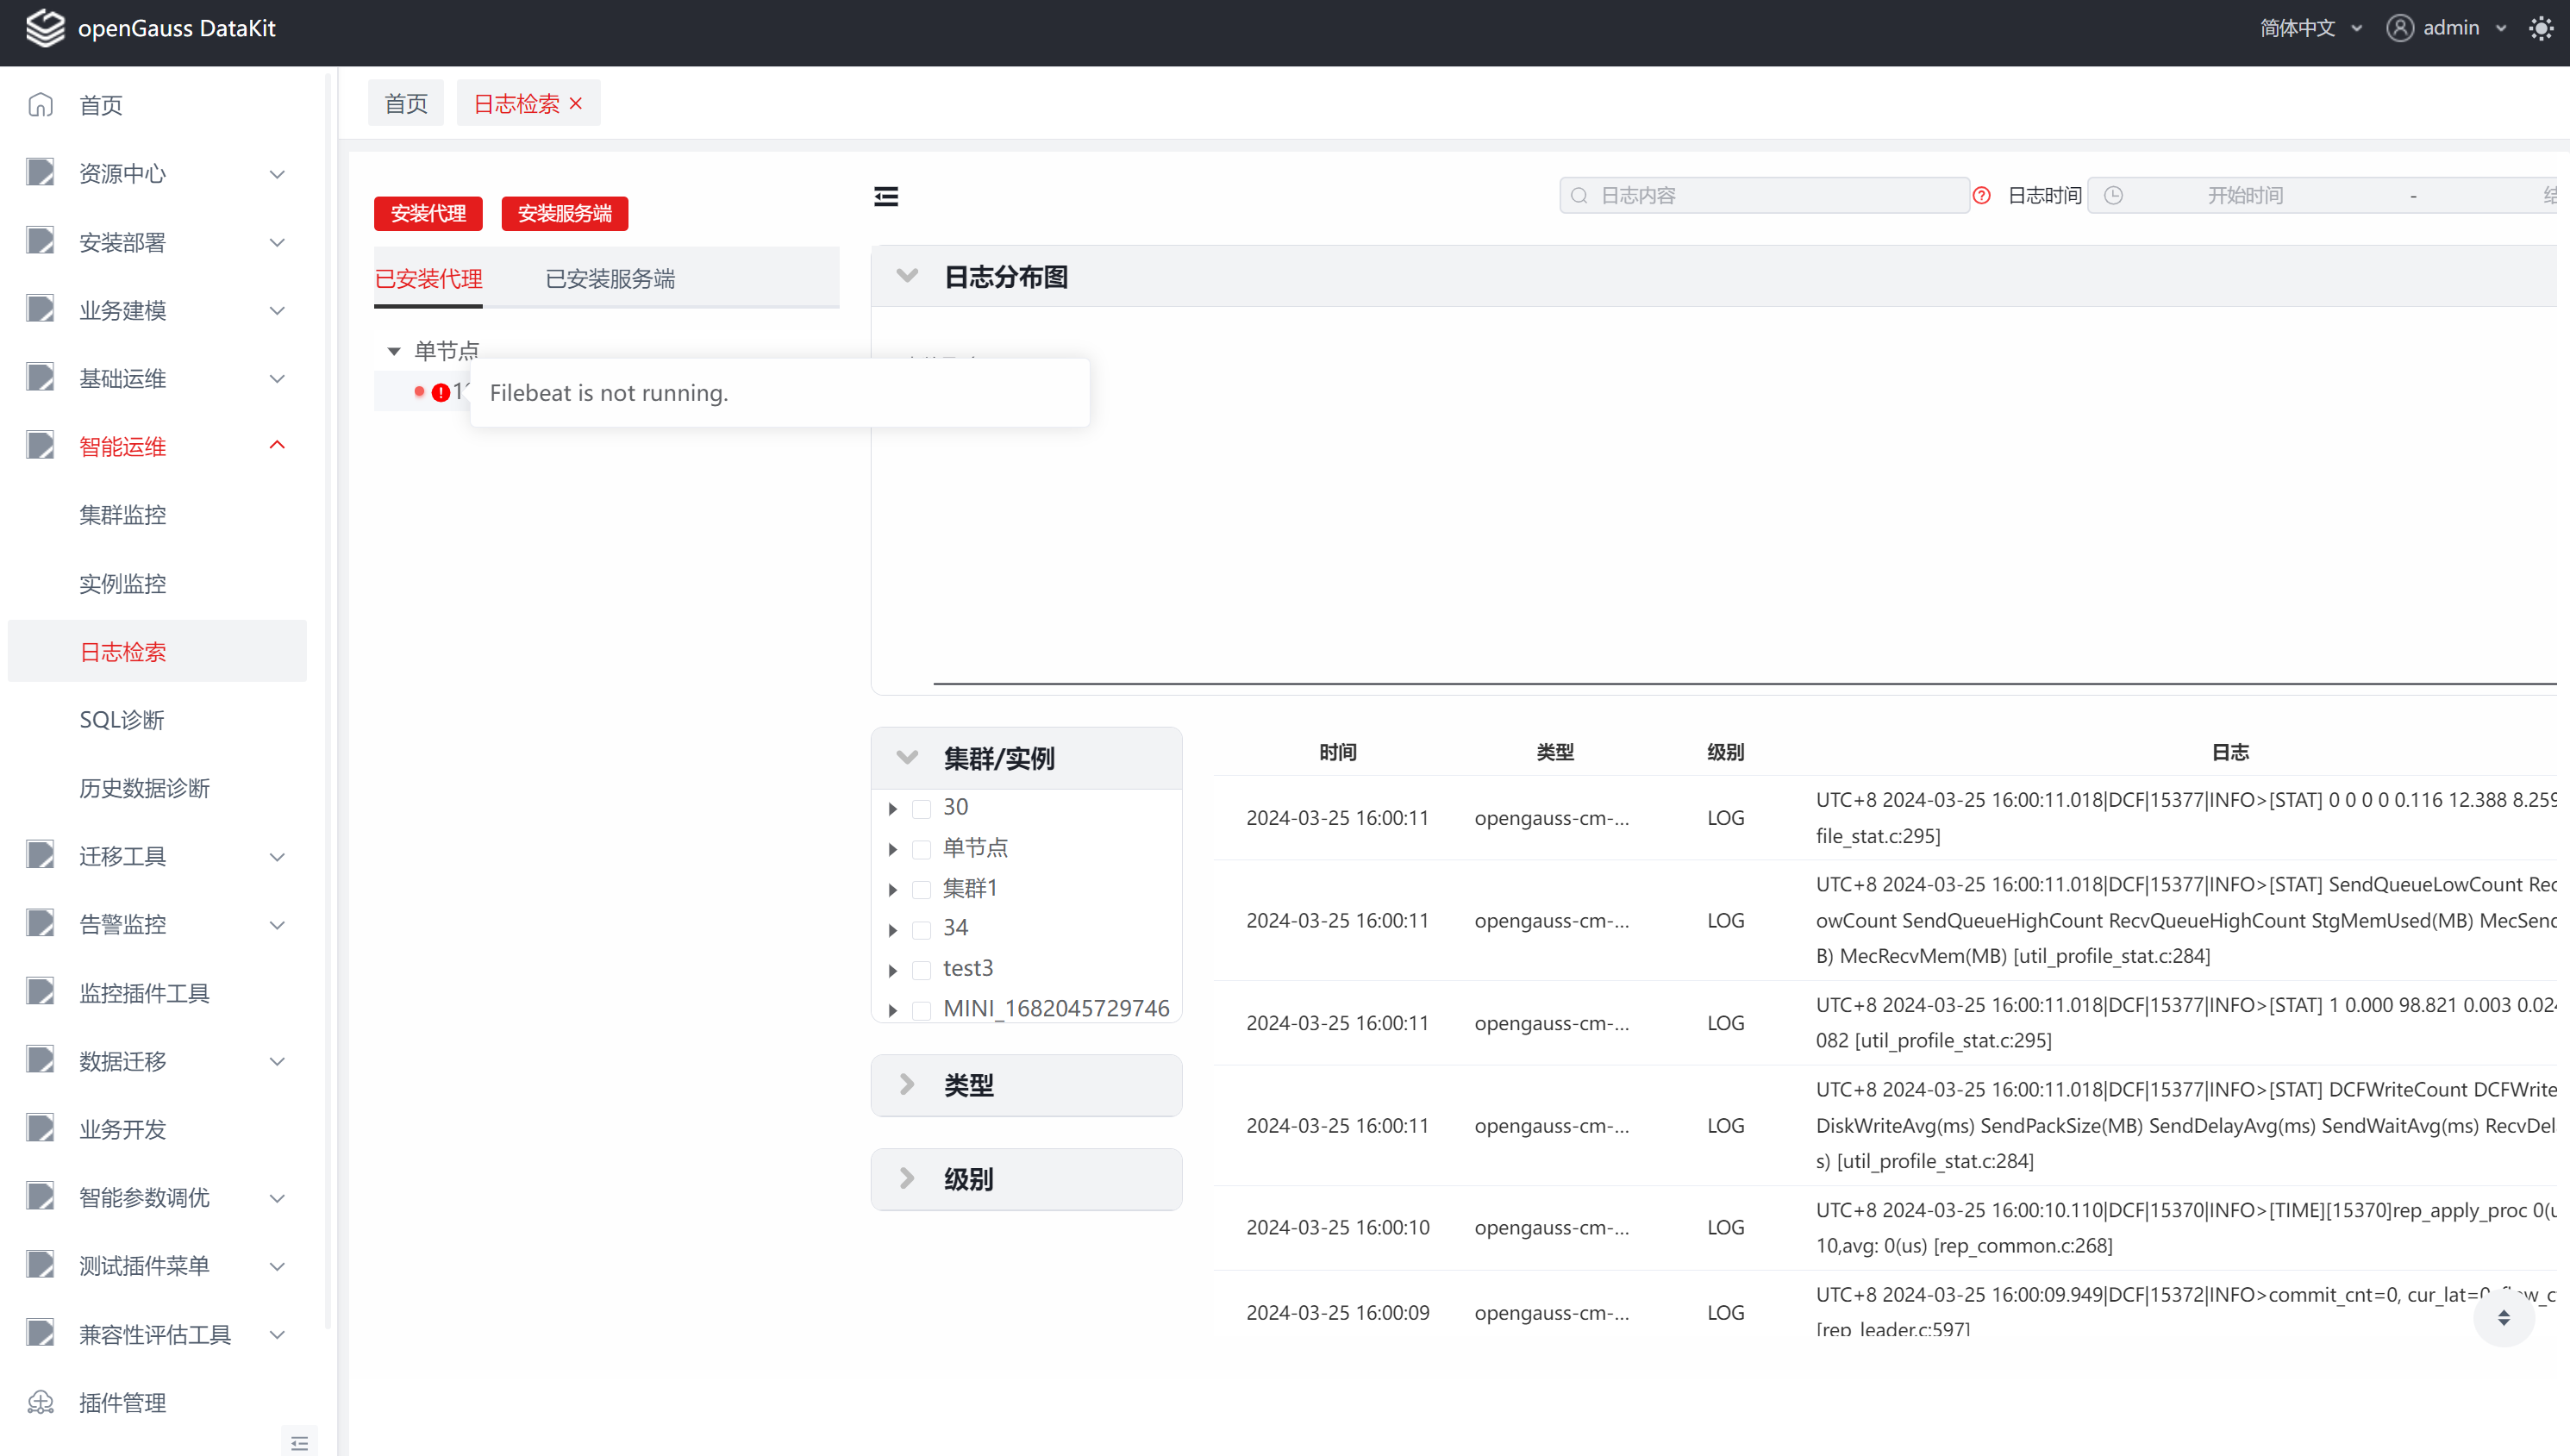 openGauss DataKit
简体中文
admin
首页
资源中心
安装部署
业务建模
基础运维
智能运维
集群监控
实例监控
日志检索
SQL诊断
历史数据诊断
迁移工具
告警监控
监控插件工具
数据迁移
业务开发
智能参数调优
测试插件菜单
兼容性评估工具
插件管理
首页
日志检索
安装代理
安装服务端
已安装代理
已安装服务端
单节点
Filebeat is not running.
日志内容
日志时间
开始时间
-
日志分布图
集群/实例
30
单节点
集群1
34
test3
MINI_1682045729746
类型
级别
时间 类型 级别 日志
2024-03-25 16:00:11 opengauss-cm-... LOG
UTC+8 2024-03-25 16:00:11.018|DCF|15377|INFO>[STAT] 0 0 0 0 0.116 12.388 8.259
file_stat.c:295]
2024-03-25 16:00:11 opengauss-cm-... LOG
UTC+8 2024-03-25 16:00:11.018|DCF|15377|INFO>[STAT] SendQueueLowCount Rec
owCount SendQueueHighCount RecvQueueHighCount StgMemUsed(MB) MecSend
B) MecRecvMem(MB) [util_profile_stat.c:284]
2024-03-25 16:00:11 opengauss-cm-... LOG
UTC+8 2024-03-25 16:00:11.018|DCF|15377|INFO>[STAT] 1 0.000 98.821 0.003 0.024
082 [util_profile_stat.c:295]
2024-03-25 16:00:11 opengauss-cm-... LOG
UTC+8 2024-03-25 16:00:11.018|DCF|15377|INFO>[STAT] DCFWriteCount DCFWrite
DiskWriteAvg(ms) SendPackSize(MB) SendDelayAvg(ms) SendWaitAvg(ms) RecvDel
s) [util_profile_stat.c:284]
2024-03-25 16:00:10 opengauss-cm-... LOG
UTC+8 2024-03-25 16:00:10.110|DCF|15370|INFO>[TIME][15370]rep_apply_proc 0(u
10,avg: 0(us) [rep_common.c:268]
2024-03-25 16:00:09 opengauss-cm-... LOG
UTC+8 2024-03-25 16:00:09.949|DCF|15372|INFO>commit_cnt=0, cur_lat=0
[rep_leader.c:597]